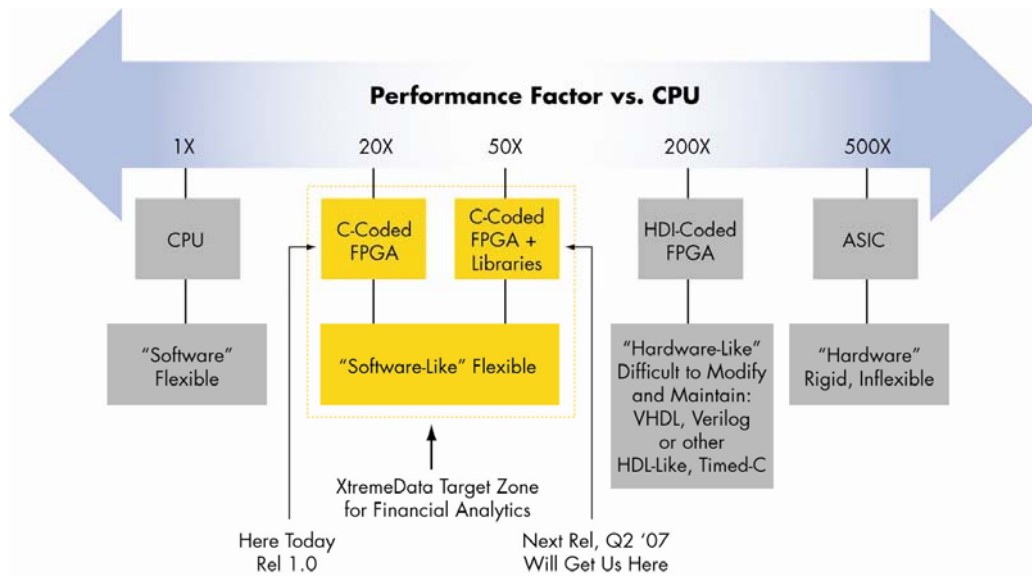 Performance Factor vs. CPU
1X
20X
50X
200X
500X
CPU
C-Coded
FPGA
C-Coded
FPGA +
Libraries
HDI-Coded
FPGA
ASIC
“Software”
Flexible
“Software-Like” Flexible
“Hardware-Like”
Difficult to Modify
and Maintain:
VHDL, Verilog
or other
HDL-Like, Timed-C
“Hardware”
Rigid, Inflexible
XtremeData Target Zone
for Financial Analytics
Here Today
Rel 1.0
Next Rel, Q2 ’07
Will Get Us Here